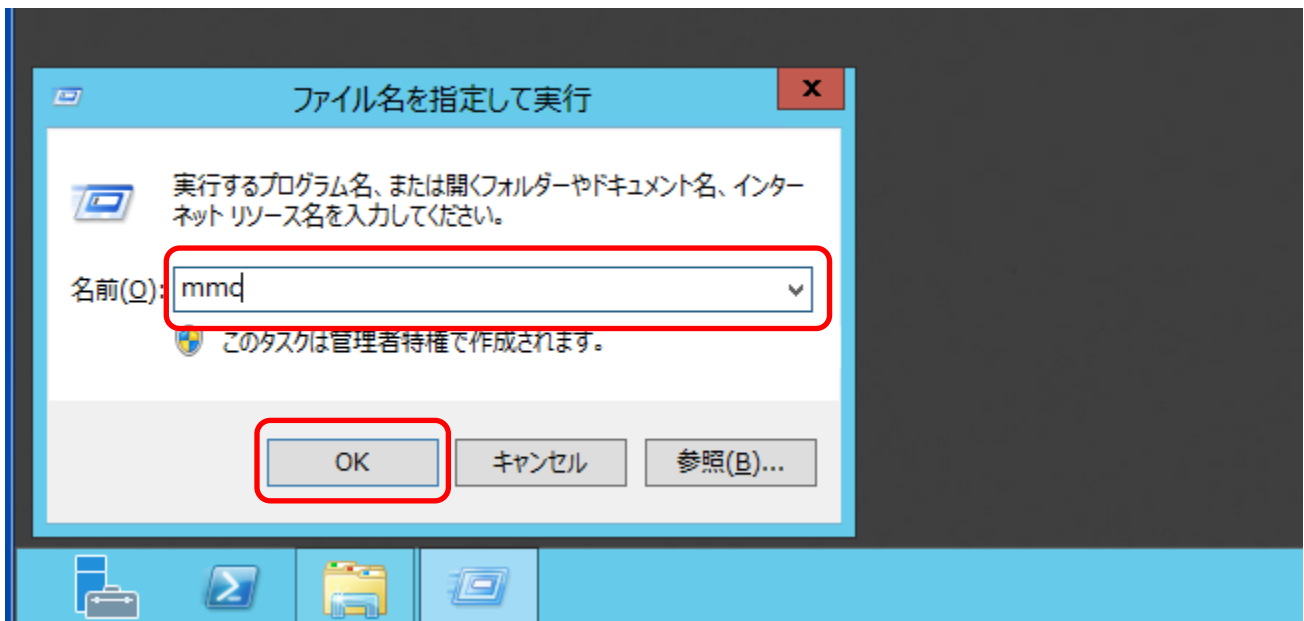 ファイル名を指定して実行
x
実行するプログラム名、または開くフォルダーやドキュメント名、インター
ネット リソース名を入力してください。
名前(O): mmc
このタスクは管理者特権で作成されます。
OK キャンセル 参照(B)...